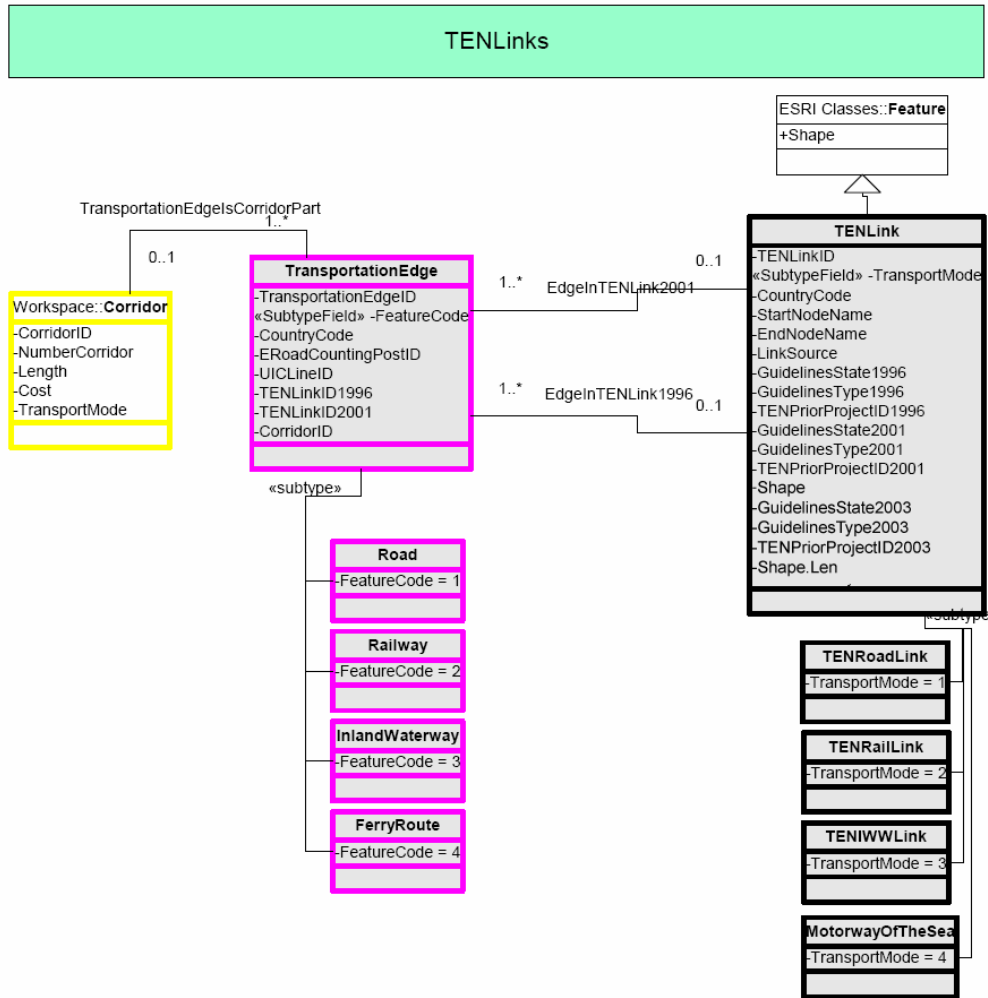 TENLinks
ESRI Classes::Feature
+Shape
TransportationEdgeIsCorridorPart
1..*
0..1
Workspace::Corridor
-CorridorID
-NumberCorridor
-Length
-Cost
-TransportMode
TransportationEdge
-TransportationEdgeID
«SubtypeField» -FeatureCode
-CountryCode
-ERoadCountingPostID
-UICLineID
-TENLinkID1996
-TENLinkID2001
-CorridorID
1..*
EdgeInTENLink2001
0..1
1..*
EdgeInTENLink1996
0..1
TENLink
-TENLinkID
«SubtypeField» -TransportMode
-CountryCode
-StartNodeName
-EndNodeName
-LinkSource
-GuidelinesState1996
-GuidelinesType1996
-TENPriorProjectID1996
-GuidelinesState2001
-GuidelinesType2001
-TENPriorProjectID2001
-Shape
-GuidelinesState2003
-GuidelinesType2003
-TENPriorProjectID2003
-Shape.Len
«subtype»
Road
-FeatureCode = 1
Railway
-FeatureCode = 2
InlandWaterway
-FeatureCode = 3
FerryRoute
-FeatureCode = 4
«subtype
TENRoadLink
-TransportMode = 1
TENRailLink
-TransportMode = 2
TENIWWLink
-TransportMode = 3
MotorwayOfTheSea
-TransportMode = 4